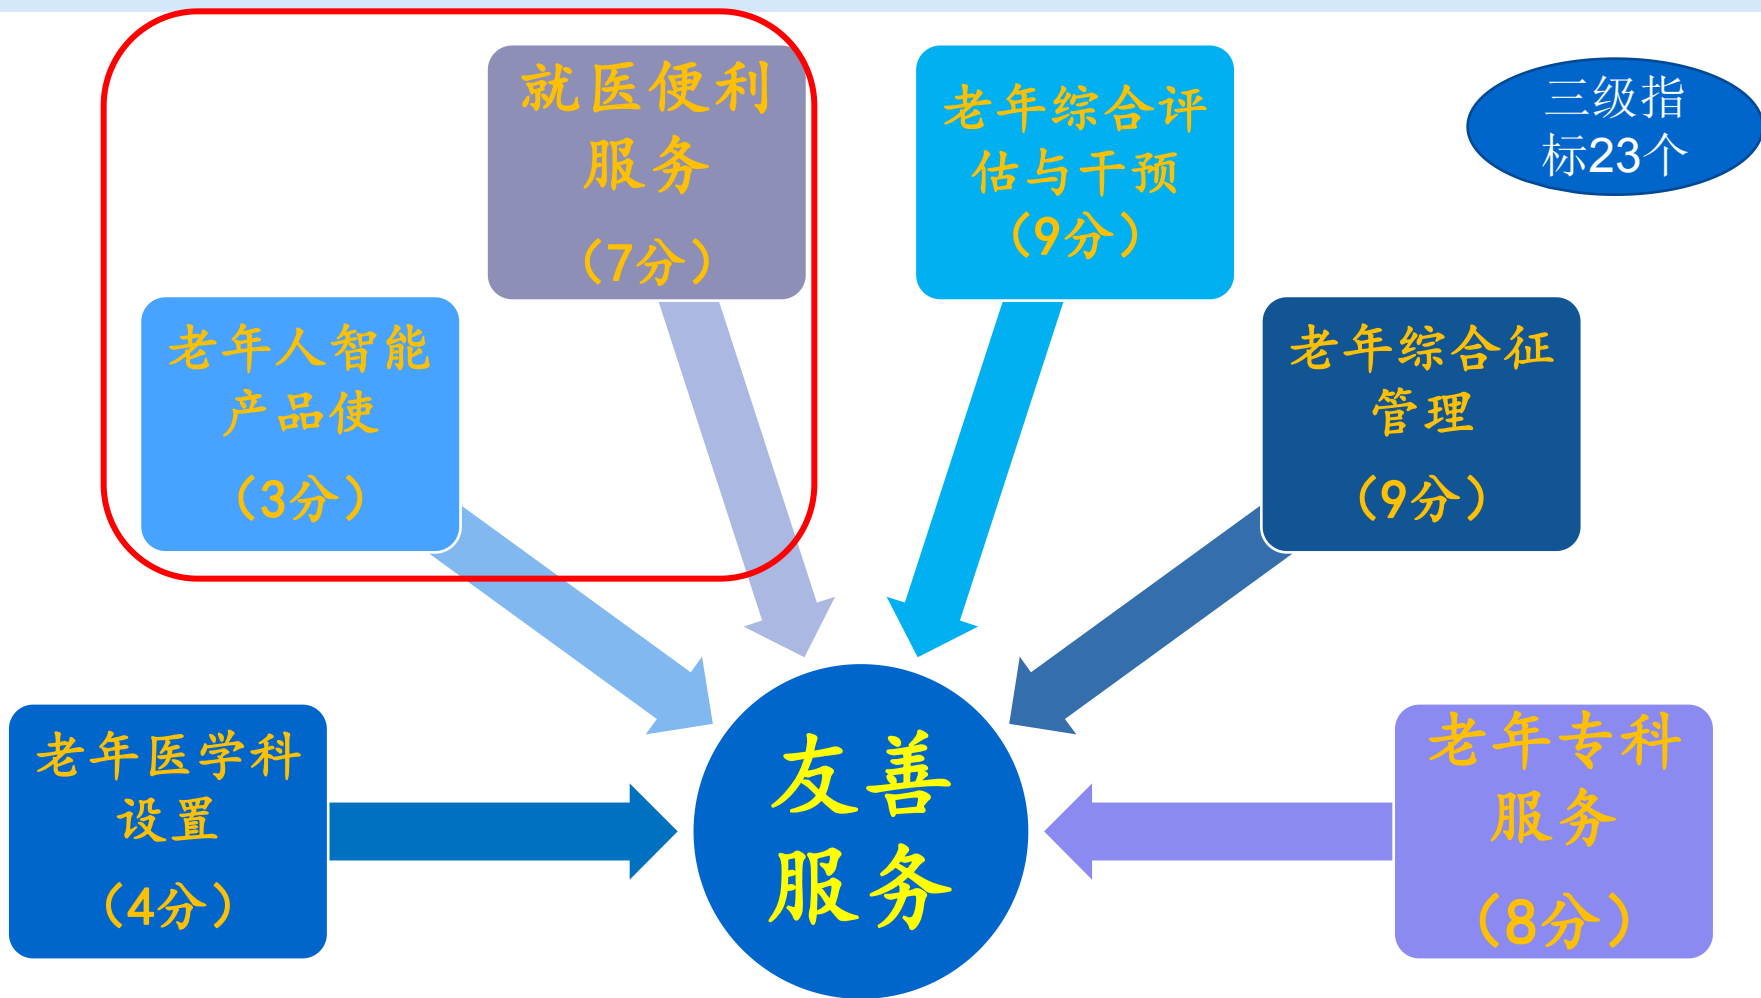 就医便利
服务
（7分）
老年综合评
估与干预
（9分）
三级指
标23个
老年人智能
产品使
（3分）
老年综合征
管理
（9分）
老年医学科
设置
（4分）
友善
服务
老年专科
服务
（8分）